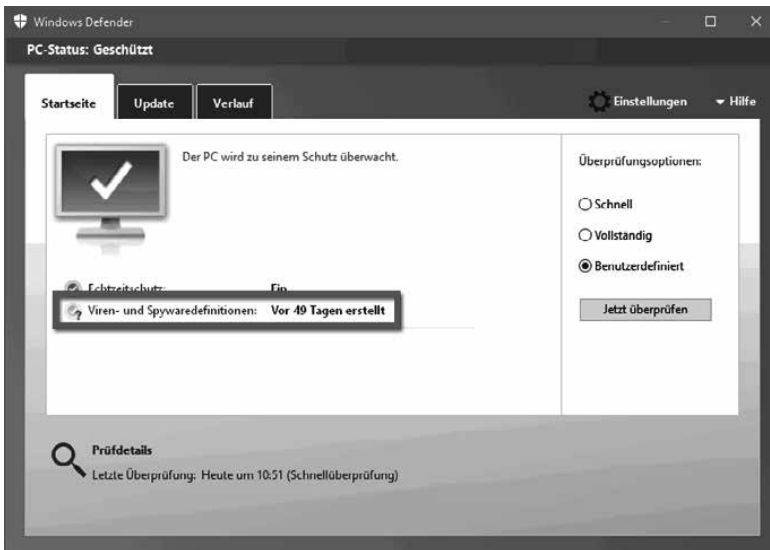 Windows Defender
PC-Status: Geschützt
Startseite
Update
Verlauf
Einstellungen
Hilfe
Der PC wird zu seinem Schutz überwacht.
Echtzeitschutz:
Ein
Viren- und Spywaredefinitionen: Vor 49 Tagen erstellt
Überprüfungsoptionen:
Schnell
Vollständig
Benutzerdefiniert
Jetzt überprüfen
Prüfdetails
Letzte Überprüfung: Heute um 10:51 (Schnellüberprüfung)